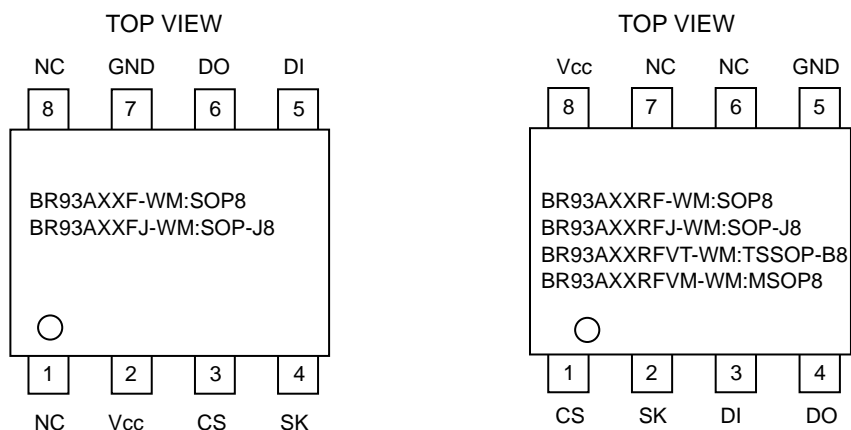 TOP VIEW
NC GND DO DI
8 7 6 5
BR93AXXF-WM:SOP8
BR93AXXFJ-WM:SOP-J8
1 2 3 4
NC Vcc CS SK
TOP VIEW
Vcc NC NC GND
8 7 6 5
BR93AXXRF-WM:SOP8
BR93AXXRFJ-WM:SOP-J8
BR93AXXRFVT-WM:TSSOP-B8
BR93AXXRFVM-WM:MSOP8
1 2 3 4
CS SK DI DO